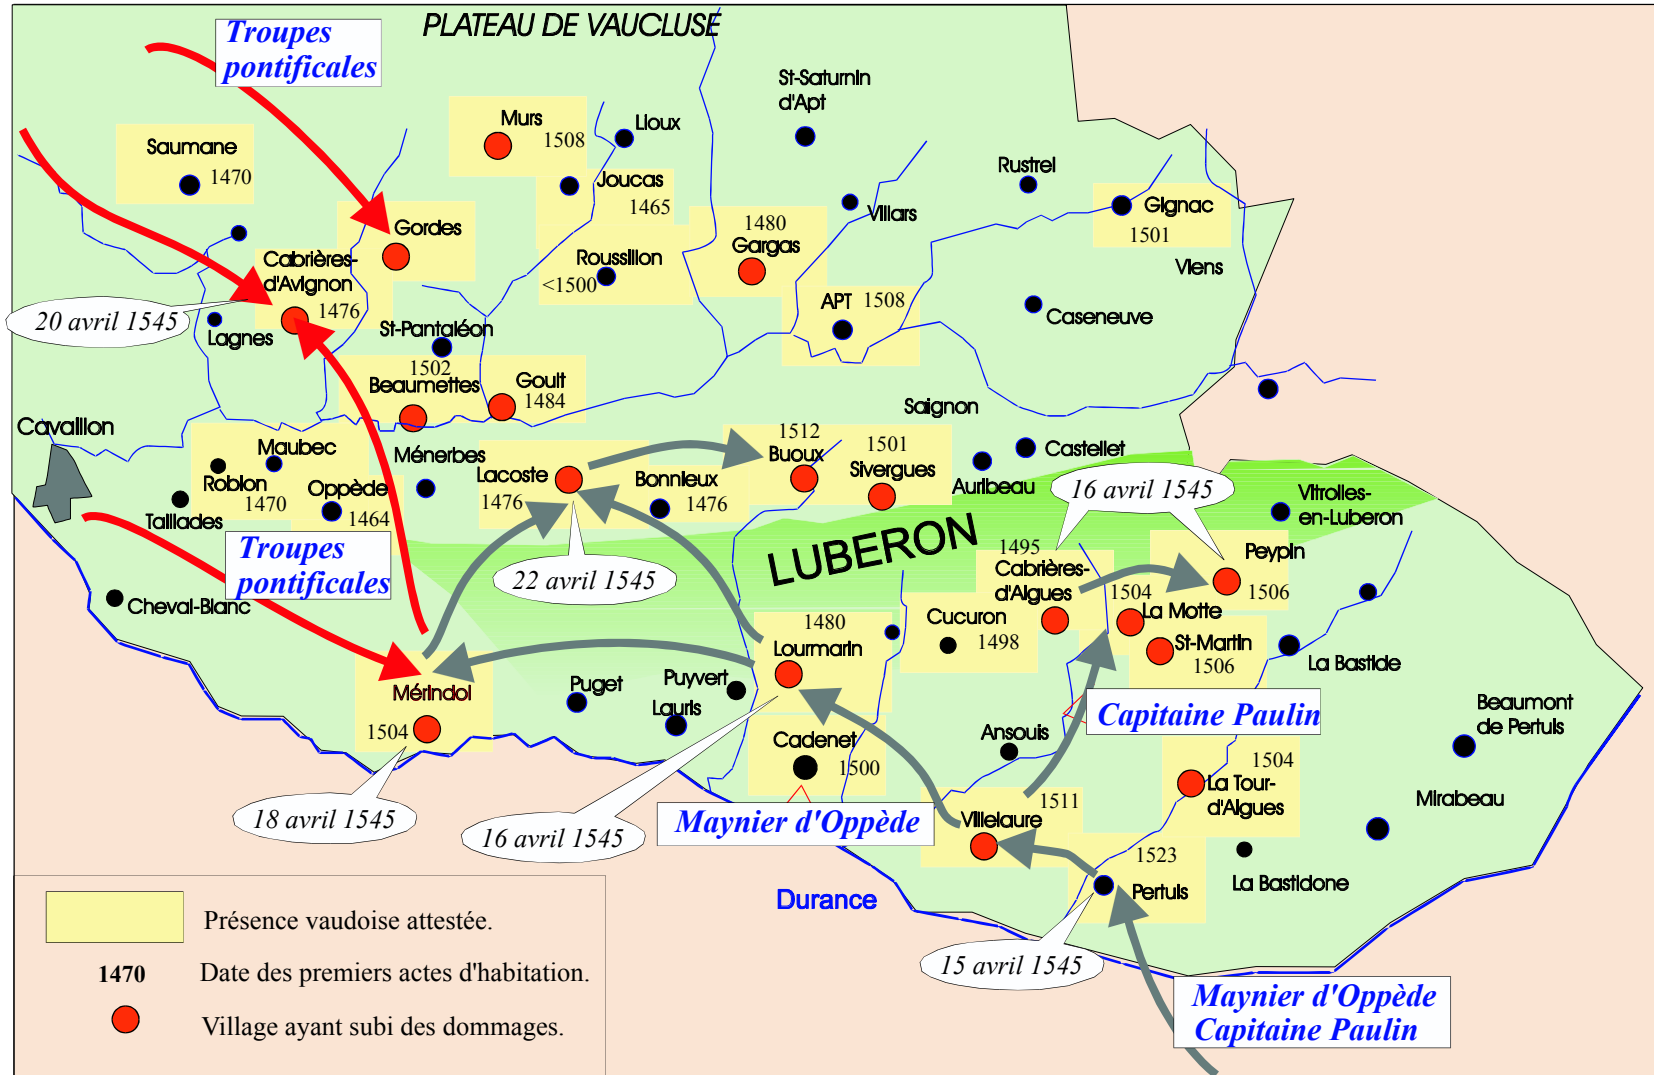 PLATEAU DE VAUCLUSE
Troupes
pontificales
St-Saturnin
d'Apt
Murs
1508
Lioux
Saumane
1470
Joucas
1465
Rustrel
Villars
Gignac
1501
Gordes
1480
Gargas
Roussillon
<1500
Viens
Cabrières-
d'Avignon
1476
20 avril 1545
Lagnes
St-Pantaléon
APT 1508
Caseneuve
1502
Beaumettes
Goult
1484
Saignon
Cavaillon
Maubec
Robion
1470
Oppède
1464
Taillades
Ménerbes
Lacoste
1476
Bonnieux
1476
1512
Buoux
1501
Sivergues
Castellet
Auribeau
16 avril 1545
Vitrolles-
en-Luberon
Troupes
pontificales
LUBERON
22 avril 1545
Cheval-Blanc
1495
Cabrières-
d'Aigues
Peypin
1506
1504
La Motte
St-Martin
1506
Cucuron
1498
1480
Lourmarin
La Bastide
Mérindol
1504
Puget
Puyvert
Lauris
Capitaine Paulin
Beaumont
de Pertuis
Ansouis
Cadenet
1500
1504
La Tour-
d'Aigues
Mirabeau
18 avril 1545
16 avril 1545
Maynier d'Oppède
1511
Villelaure
1523
Pertuis
La Bastidone
Durance
15 avril 1545
Maynier d'Oppède
Capitaine Paulin
Présence vaudoise attestée.
1470 Date des premiers actes d'habitation.
Village ayant subi des dommages.